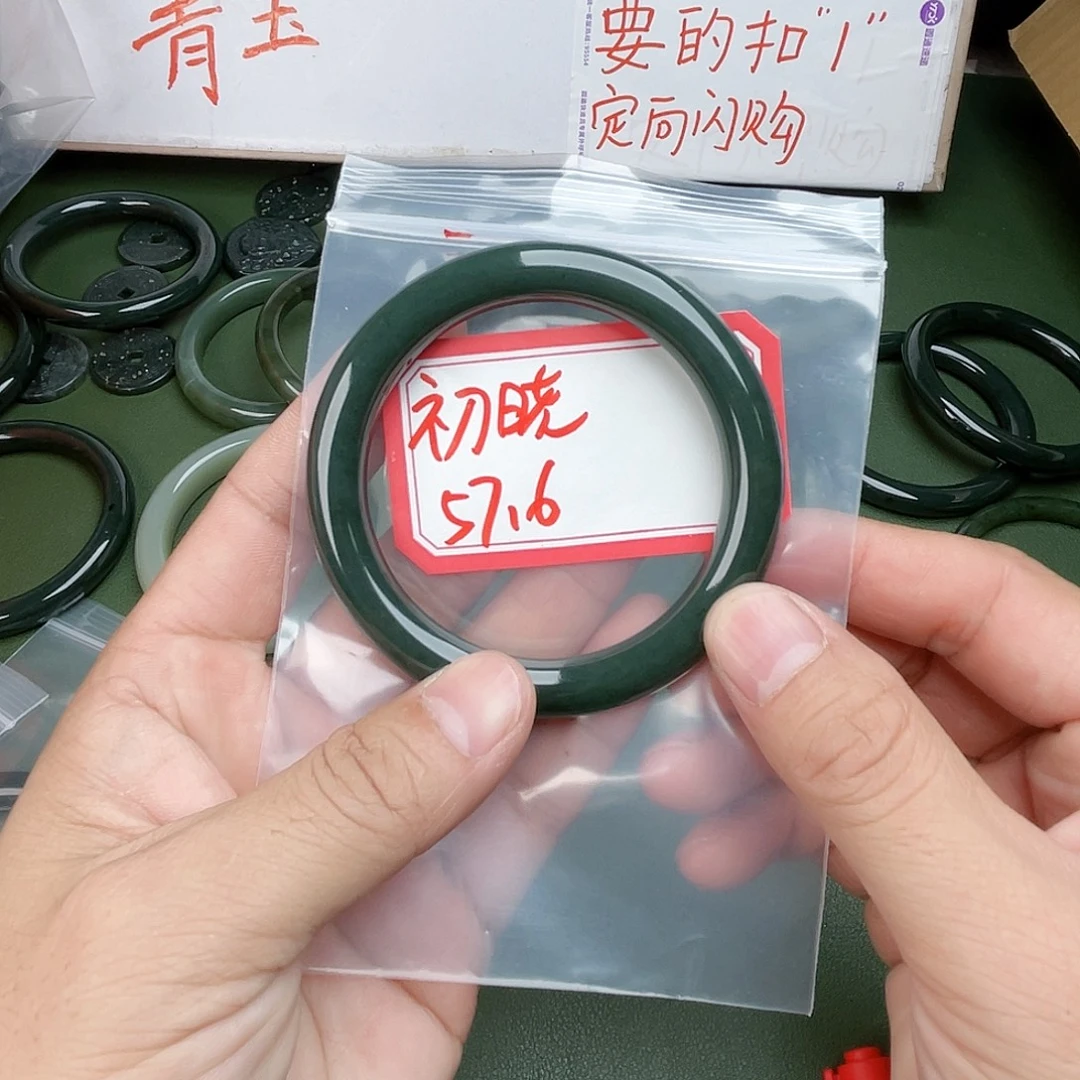 青玉
要的扣"1"
定向闪购
初晓
57.6